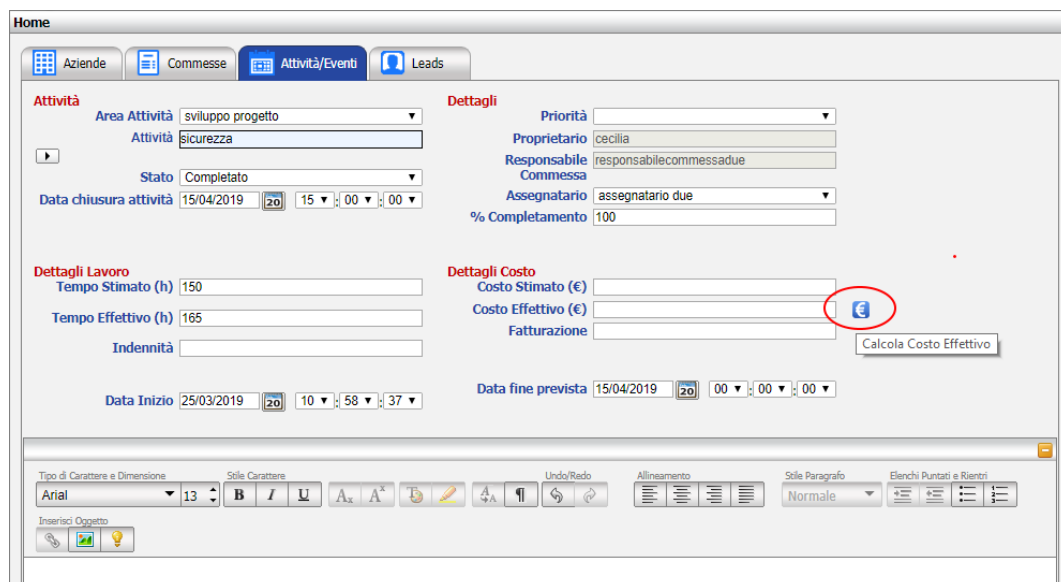 Home
Aziende
Commesse
Attività/Eventi
Leads
Attività
Area Attività sviluppo progetto
Attività sicurezza
Stato Completato
Data chiusura attività 15/04/2019 20 15 : 00 : 00
Dettagli
Priorità
Proprietario cecilia
Responsabile Commessa responsabilecommessadue
Assegnatario assegnatario due
% Completamento 100
Dettagli Lavoro
Tempo Stimato (h) 150
Tempo Effettivo (h) 165
Indennità
Data Inizio 25/03/2019 20 10 : 58 : 37
Dettagli Costo
Costo Stimato (€)
Costo Effettivo (€) €
Fatturazione
Calcola Costo Effettivo
Data fine prevista 15/04/2019 20 00 : 00 : 00
Tipo di Carattere e Dimensione Stile Carattere Undo/Redo Allineamento Stile Paragrafo Elenchi Puntati e Rientri
Arial 13 B I U Normale
Inserisci Oggetto